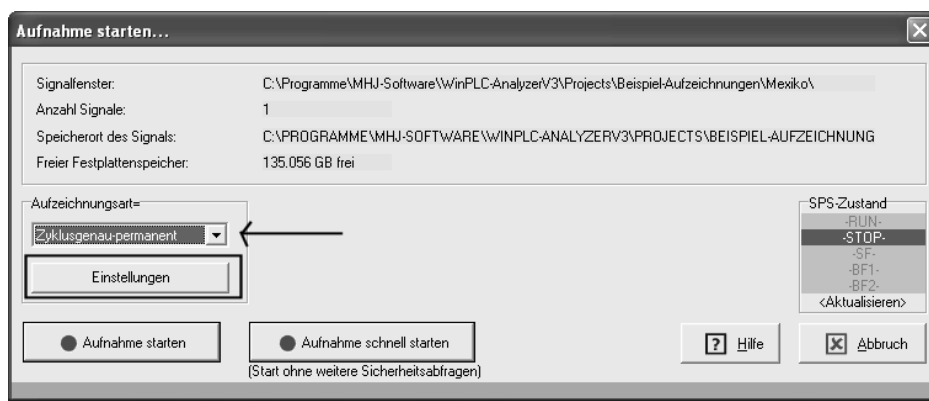 Aufnahme starten...
Signalfenster: C:\Programme\MHJ-Software\WinPLC-AnalyzerV3\Projects\Beispiel-Aufzeichnungen\Mexiko\
Anzahl Signale: 1
Speicherort des Signals: C:\PROGRAMME\MHJ-SOFTWARE\WINPLC-ANALYZERV3\PROJECTS\BEISPIEL-AUFZEICHNUNG
Freier Festplattenspeicher: 135.056 GB frei
Aufzeichnungsart=
Zyklusgenau-permanent
Einstellungen
SPS-Zustand
-RUN-
-STOP-
-SF-
-BF1-
-BF2-
<Aktualisieren>
Aufnahme starten
Aufnahme schnell starten
(Start ohne weitere Sicherheitsabfragen)
? Hilfe
Abbruch